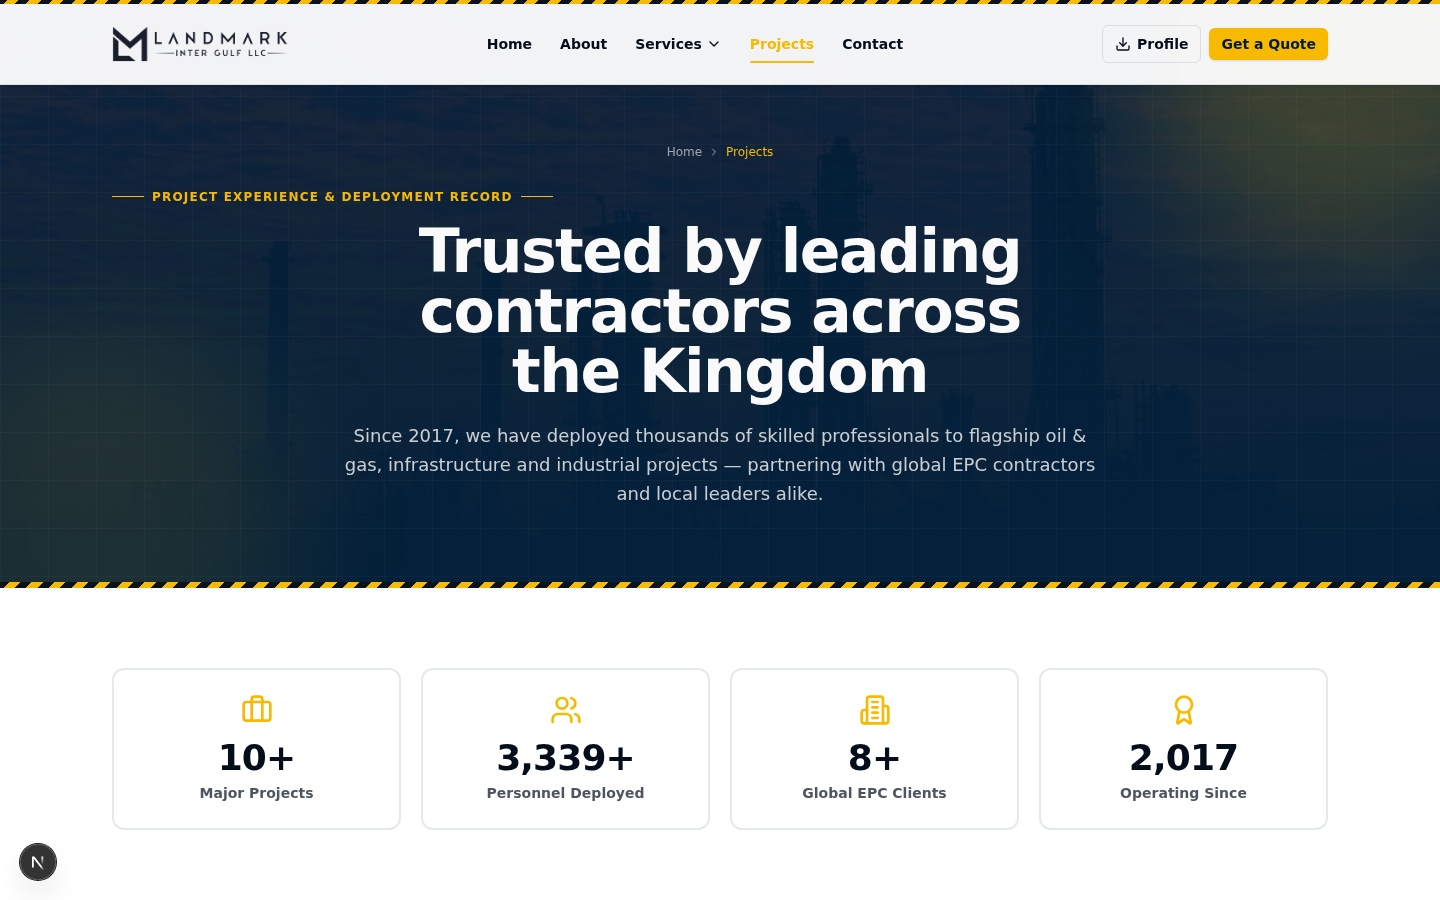 LANDMARK
INTER GULF LLC
Home
About
Services
Projects
Contact
Profile
Get a Quote
Home
Projects
PROJECT EXPERIENCE & DEPLOYMENT RECORD
Trusted by leading
contractors across
the Kingdom
Since 2017, we have deployed thousands of skilled professionals to flagship oil &
gas, infrastructure and industrial projects — partnering with global EPC contractors
and local leaders alike.
10+
Major Projects
3,339+
Personnel Deployed
8+
Global EPC Clients
2,017
Operating Since
N